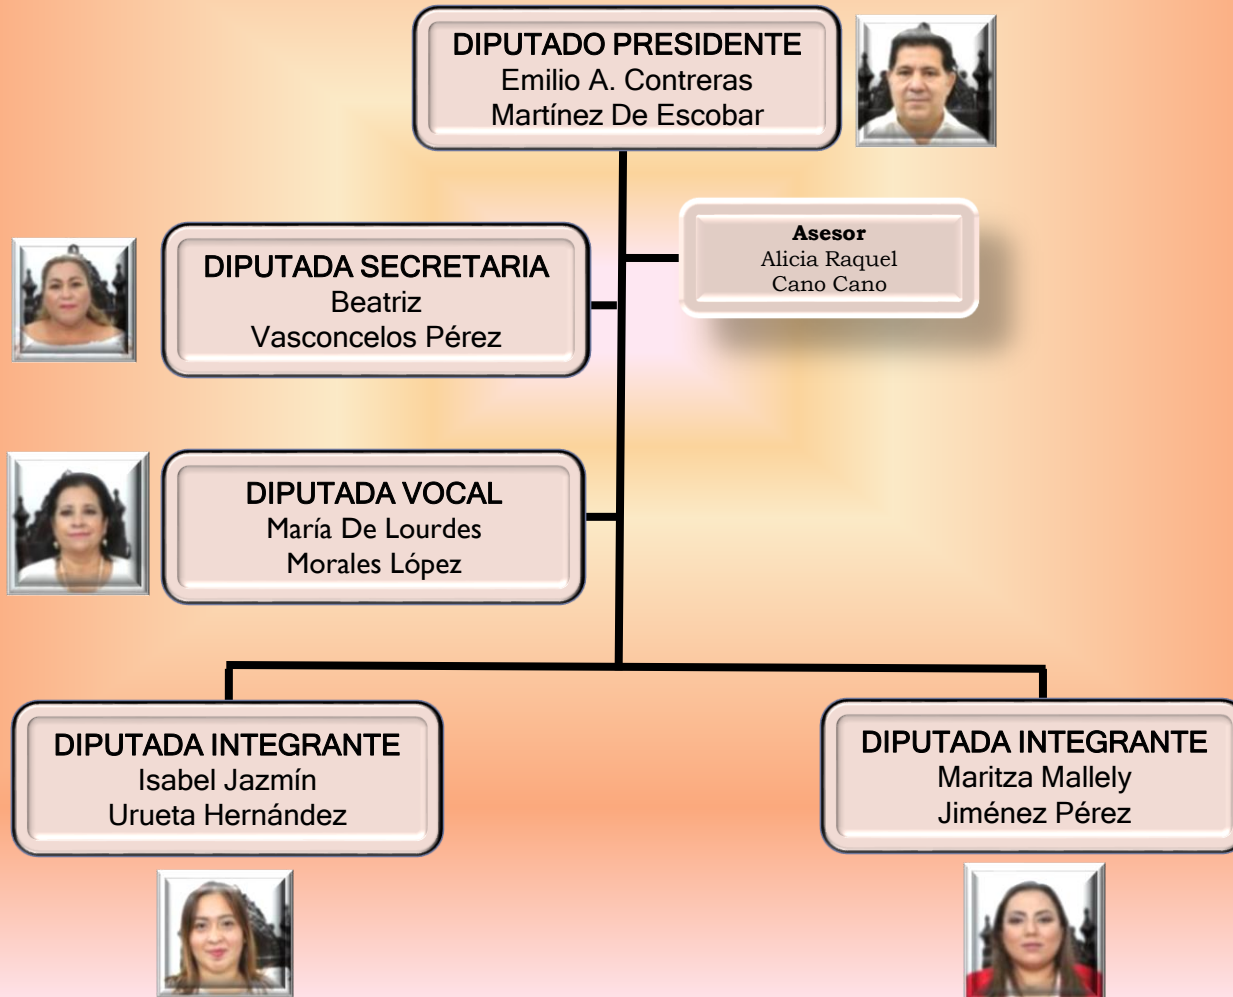 DIPUTADO PRESIDENTE
Emilio A. Contreras
Martínez De Escobar
Asesor
Alicia Raquel
Cano Cano
DIPUTADA SECRETARIA
Beatriz
Vasconcelos Pérez
DIPUTADA VOCAL
María De Lourdes
Morales López
DIPUTADA INTEGRANTE
Isabel Jazmín
Urueta Hernández
DIPUTADA INTEGRANTE
Maritza Mallely
Jiménez Pérez